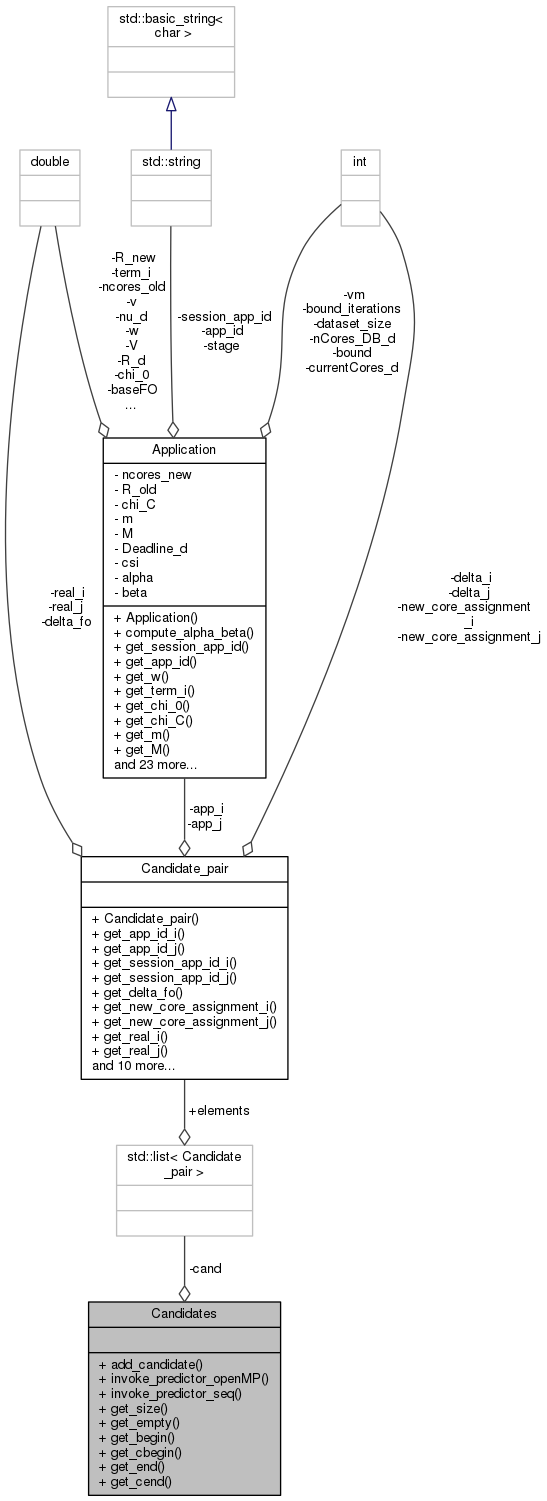 std::basic_string<
char >
double
std::string
int
-R_new
-term_i
-ncores_old
-v
-nu_d
-w
-V
-R_d
-chi_0
-baseFO
...
-session_app_id
-app_id
-stage
-vm
-bound_iterations
-dataset_size
-nCores_DB_d
-bound
-currentCores_d
Application
- ncores_new
- R_old
- chi_C
- m
- M
- Deadline_d
- csi
- alpha
- beta
+ Application()
+ compute_alpha_beta()
+ get_session_app_id()
+ get_app_id()
+ get_w()
+ get_term_i()
+ get_chi_0()
+ get_chi_C()
+ get_m()
+ get_M()
and 23 more...
-real_i
-real_j
-delta_fo
-delta_i
-delta_j
-new_core_assignment
_i
-new_core_assignment_j
-app_i
-app_j
Candidate_pair
+ Candidate_pair()
+ get_app_id_i()
+ get_app_id_j()
+ get_session_app_id_i()
+ get_session_app_id_j()
+ get_delta_fo()
+ get_new_core_assignment_i()
+ get_new_core_assignment_j()
+ get_real_i()
+ get_real_j()
and 10 more...
+elements
std::list< Candidate
_pair >
-cand
Candidates
+ add_candidate()
+ invoke_predictor_openMP()
+ invoke_predictor_seq()
+ get_size()
+ get_empty()
+ get_begin()
+ get_cbegin()
+ get_end()
+ get_cend()